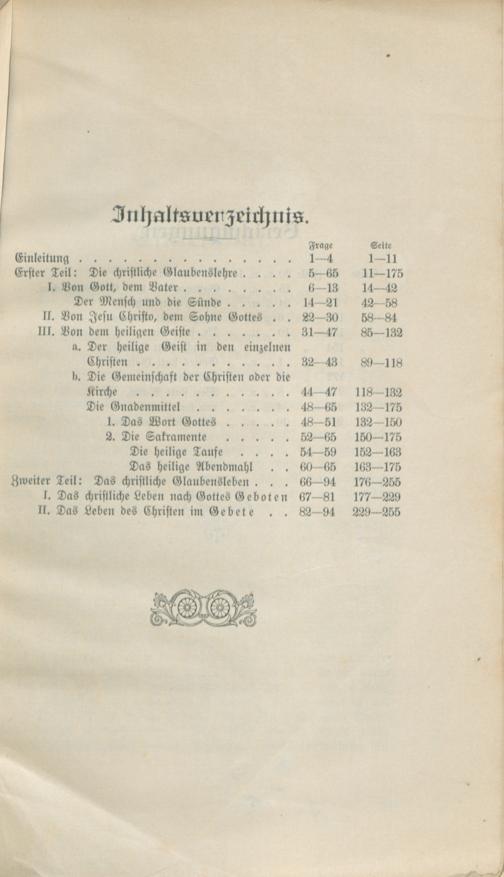 Inhaltsverzeichnis.
Frage Seite
Einleitung . . . . . . . . . . . . . . . 1—4 1—11
Erster Teil: Die christliche Glaubenslehre . . . . 5—65 11—175
I. Von Gott, dem Vater . . . . . . . . 6—13 14—42
Der Mensch und die Sünde . . . . . 14—21 42—58
II. Von Jesu Christo, dem Sohne Gottes . . 22—30 58—84
III. Von dem heiligen Geiste . . . . . . . 31—47 85—132
a. Der heilige Geist in den einzelnen
Christen . . . . . . . . . . . 32—43 89—118
b. Die Gemeinschaft der Christen oder die
Kirche . . . . . . . . . . . 44—47 118—132
Die Gnadenmittel . . . . . . . 48—65 132—175
1. Das Wort Gottes . . . . . 48—51 132—150
2. Die Sakramente . . . . . 52—65 150—175
Die heilige Taufe . . . . 54—59 152—163
Das heilige Abendmahl . . 60—65 163—175
Zweiter Teil: Das christliche Glaubensleben . . . 66—94 176—255
I. Das christliche Leben nach Gottes Geboten 67—81 177—229
II. Das Leben des Christen im Gebete . . 82—94 229—255